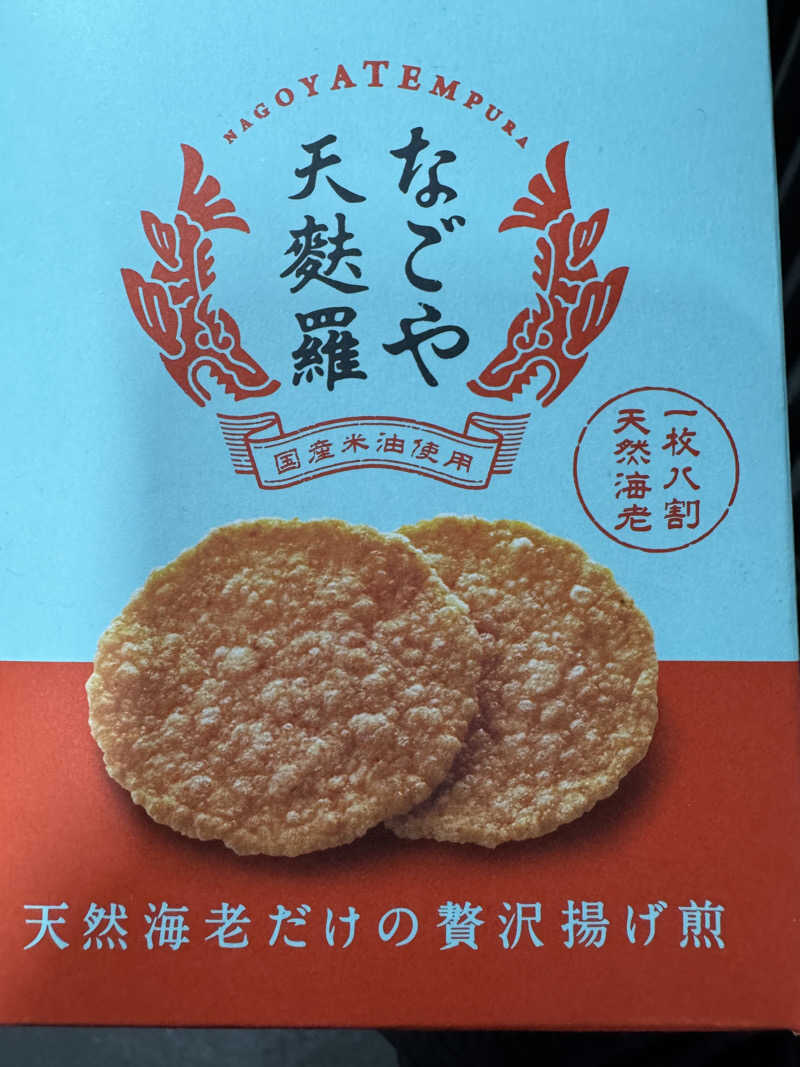 NAGOYATEMPURA
なごや
天麩羅
国産米油使用
一枚八割
天然海老
天然海老だけの贅沢揚げ煎